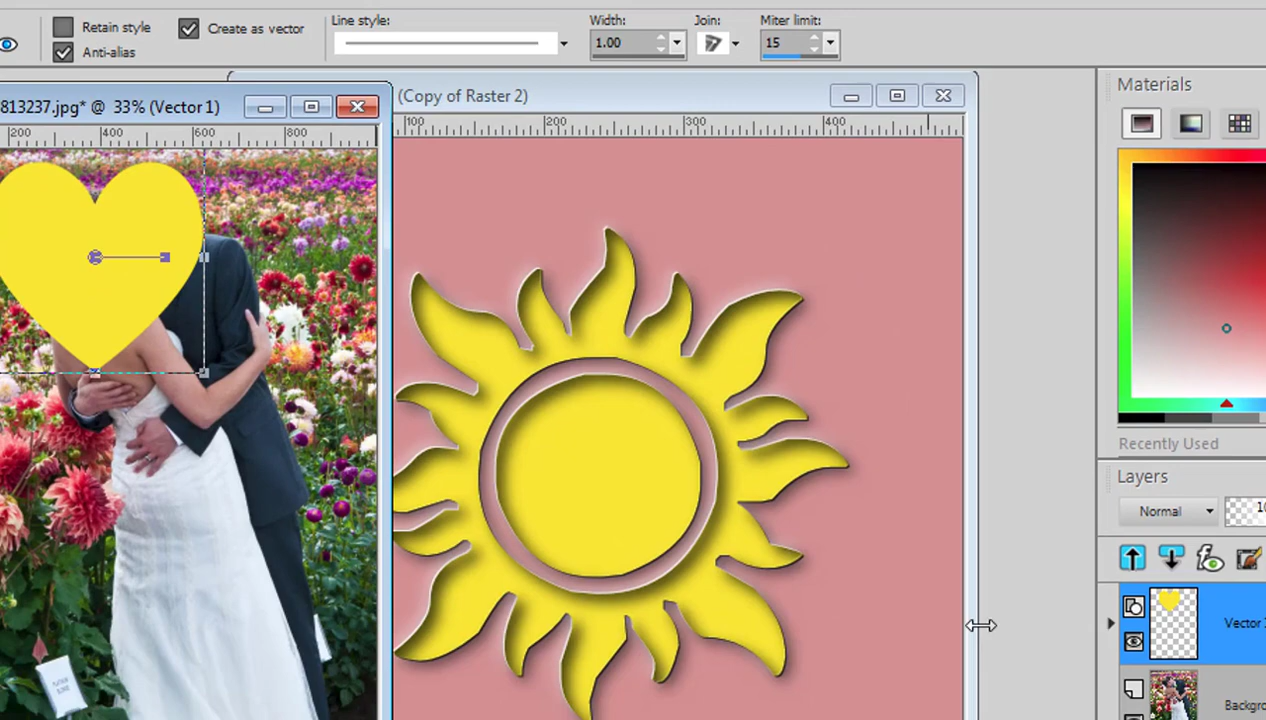 Retain style
Anti-alias
Create as vector
Line style:
Width:
1.00
Join:
Miter limit:
15
813237.jpg* @ 33% (Vector 1)
200
400
600
800
(Copy of Raster 2)
100
200
300
400
Materials
Recently Used
Layers
Normal
10
Vector
Backgro